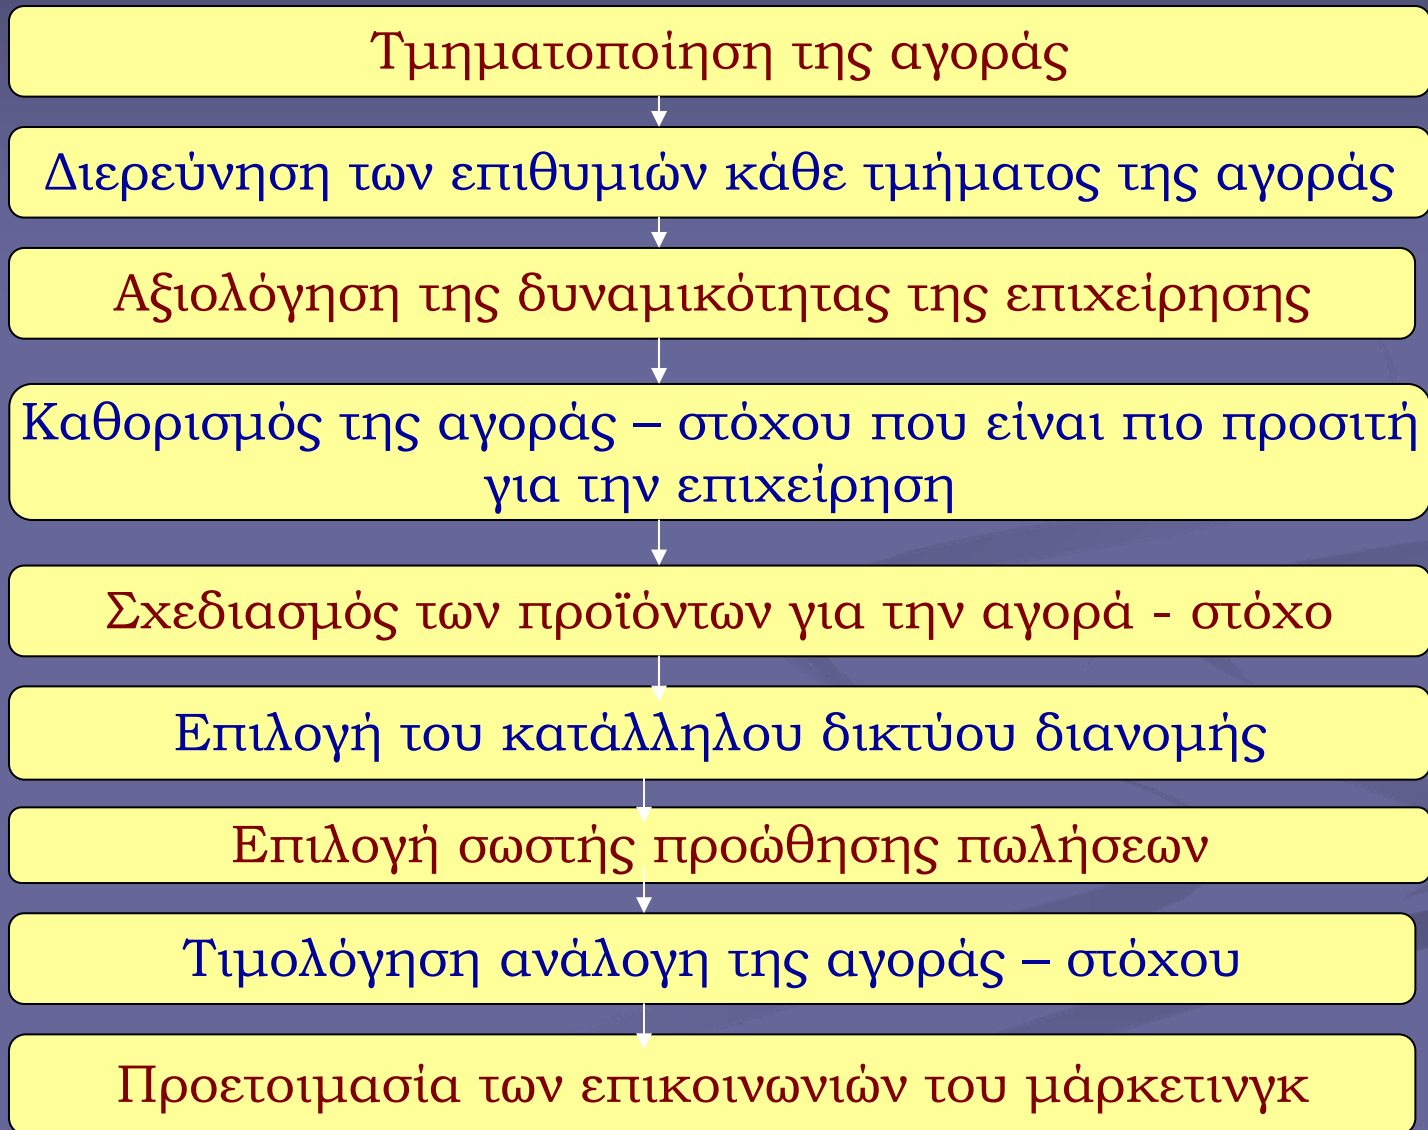 Τμηματοποίηση της αγοράς
Διερεύνηση των επιθυμιών κάθε τμήματος της αγοράς
Αξιολόγηση της δυναμικότητας της επιχείρησης
Καθορισμός της αγοράς – στόχου που είναι πιο προσιτή
για την επιχείρηση
Σχεδιασμός των προϊόντων για την αγορά - στόχο
Επιλογή του κατάλληλου δικτύου διανομής
Επιλογή σωστής προώθησης πωλήσεων
Τιμολόγηση ανάλογη της αγοράς – στόχου
Προετοιμασία των επικοινωνιών του μάρκετινγκ